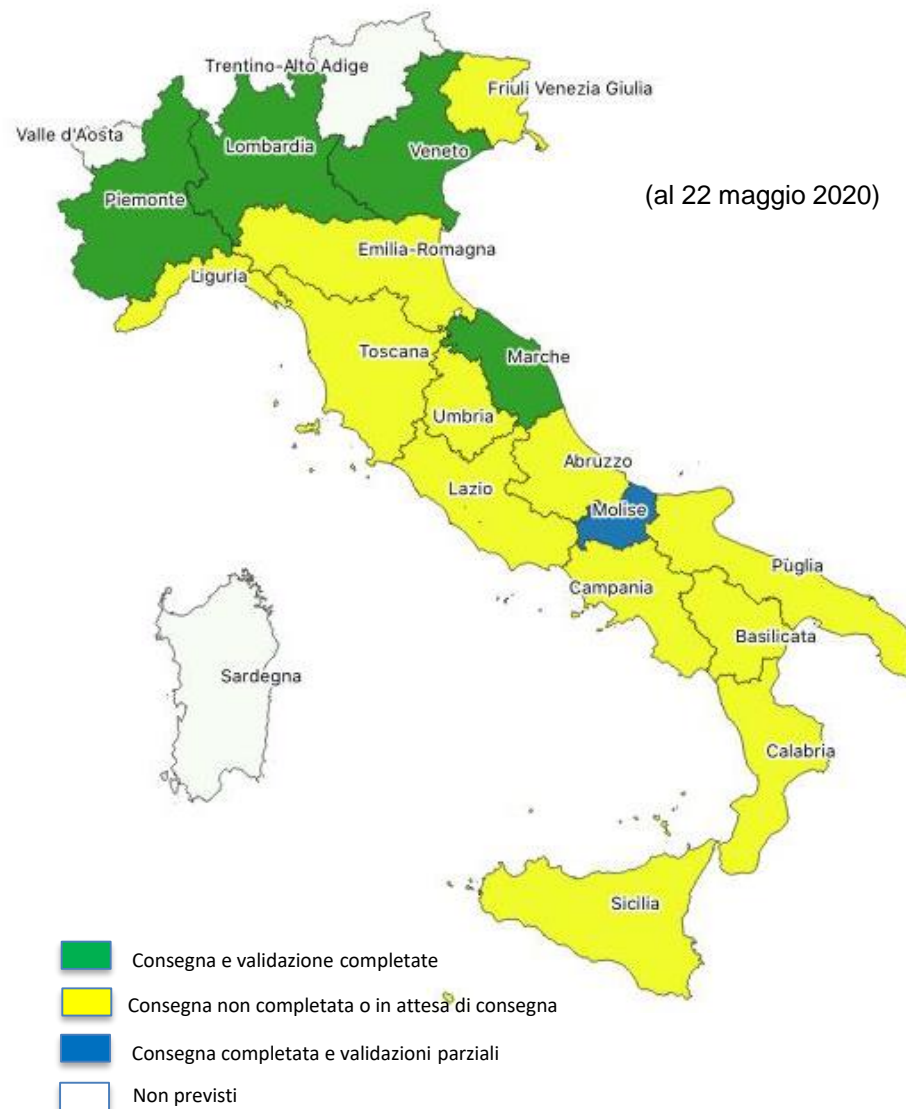 Trentino-Alto Adige
Friuli Venezia Giulia
Valle d'Aosta
Lombardia
Veneto
Piemonte
(al 22 maggio 2020)
Emilia-Romagna
Liguria
Toscana
Marche
Umbria
Abruzzo
Lazio
Molise
Puglia
Campania
Basilicata
Sardegna
Calabria
Sicilia
Consegna e validazione completate
Consegna non completata o in attesa di consegna
Consegna completata e validazioni parziali
Non previsti